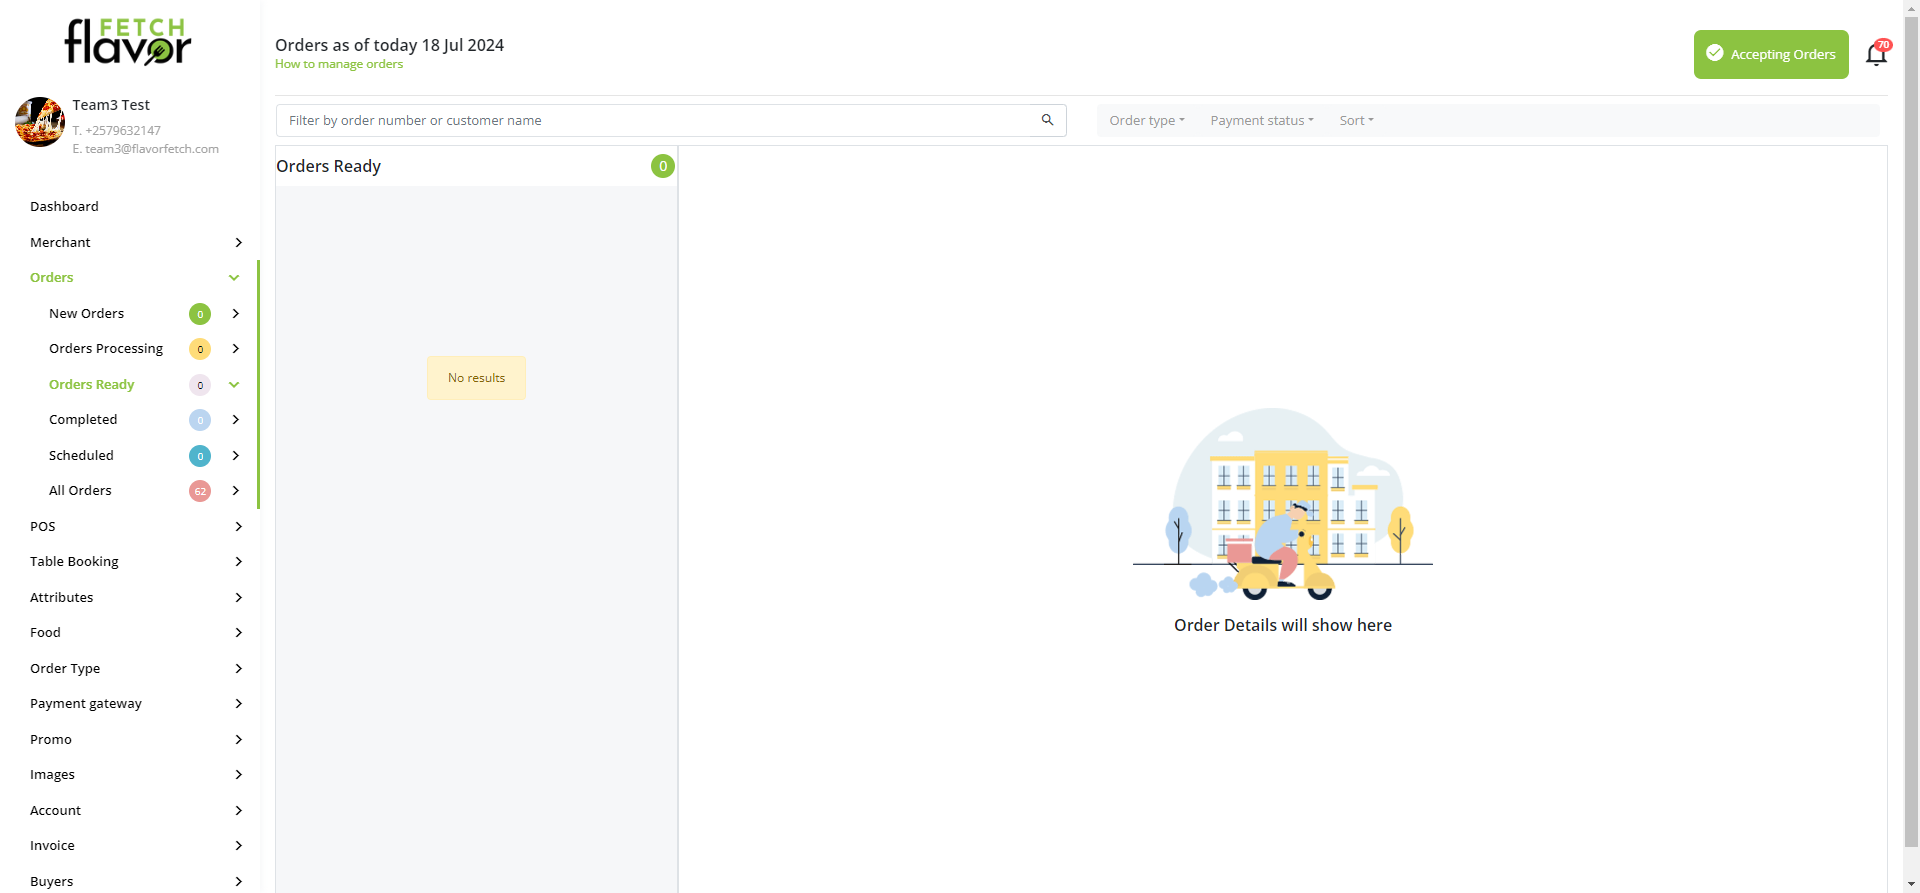 FETCH
flavor
Team3 Test
T. +2579632147
E. team3@flavorfetch.com
Dashboard
Merchant
Orders
New Orders 0
Orders Processing 0
Orders Ready 0
Completed 0
Scheduled 0
All Orders 62
POS
Table Booking
Attributes
Food
Order Type
Payment gateway
Promo
Images
Account
Invoice
Buyers
Orders as of today 18 Jul 2024
How to manage orders
Accepting Orders
70
Filter by order number or customer name
Order type Payment status Sort
Orders Ready 0
No results
Order Details will show here